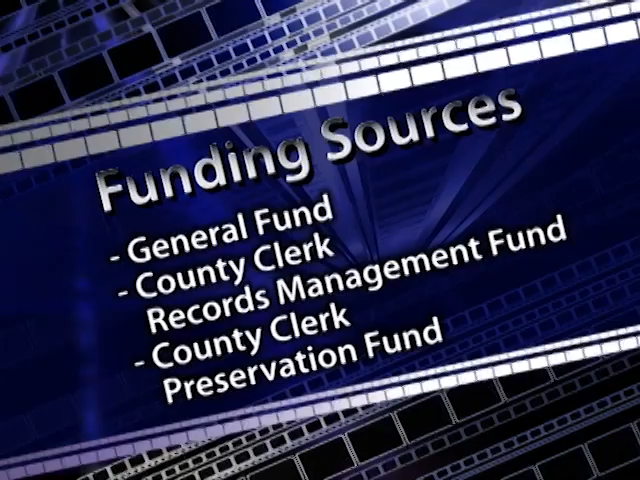 Funding Sources
- General Fund
- County Clerk
Records Management Fund
- County Clerk
Preservation Fund